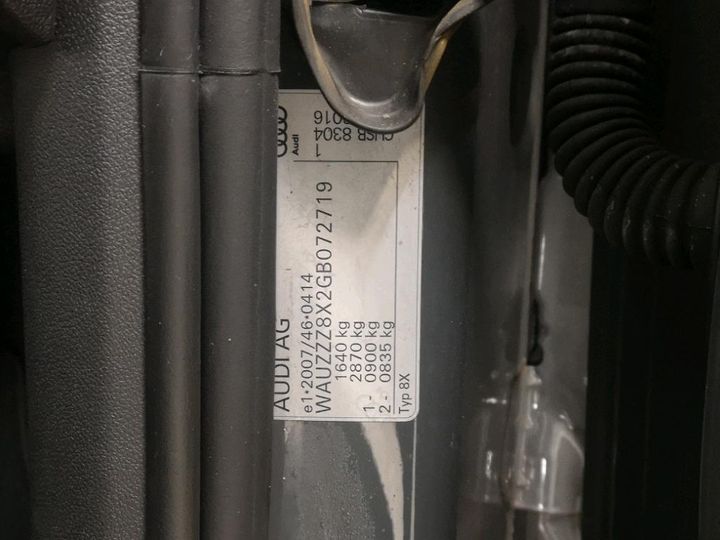 AUDI AG
e1*2007/46*0414
WAUZZZ8X2GB072719
1640 kg
2870 kg
1 - 0900 kg
2 - 0835 kg
Typ 8X
Audi
8304